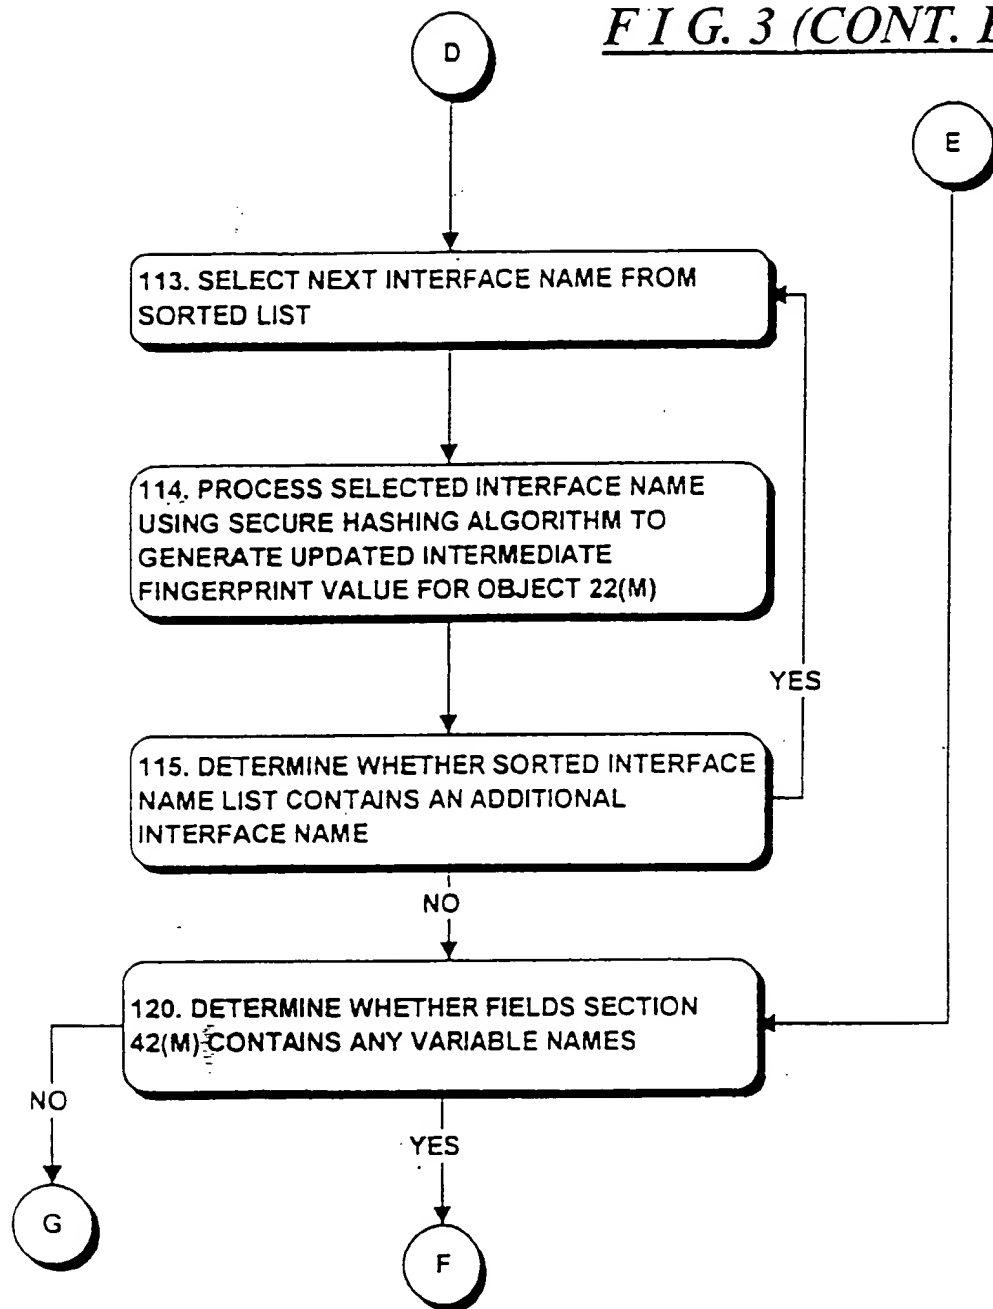 FIG. 3 (CONT.
D
E
113. SELECT NEXT INTERFACE NAME FROM
SORTED LIST
114. PROCESS SELECTED INTERFACE NAME
USING SECURE HASHING ALGORITHM TO
GENERATE UPDATED INTERMEDIATE
FINGERPRINT VALUE FOR OBJECT 22(M)
YES
115. DETERMINE WHETHER SORTED INTERFACE
NAME LIST CONTAINS AN ADDITIONAL
INTERFACE NAME
NO
120. DETERMINE WHETHER FIELDS SECTION
42(M) CONTAINS ANY VARIABLE NAMES
NO
YES
G
F